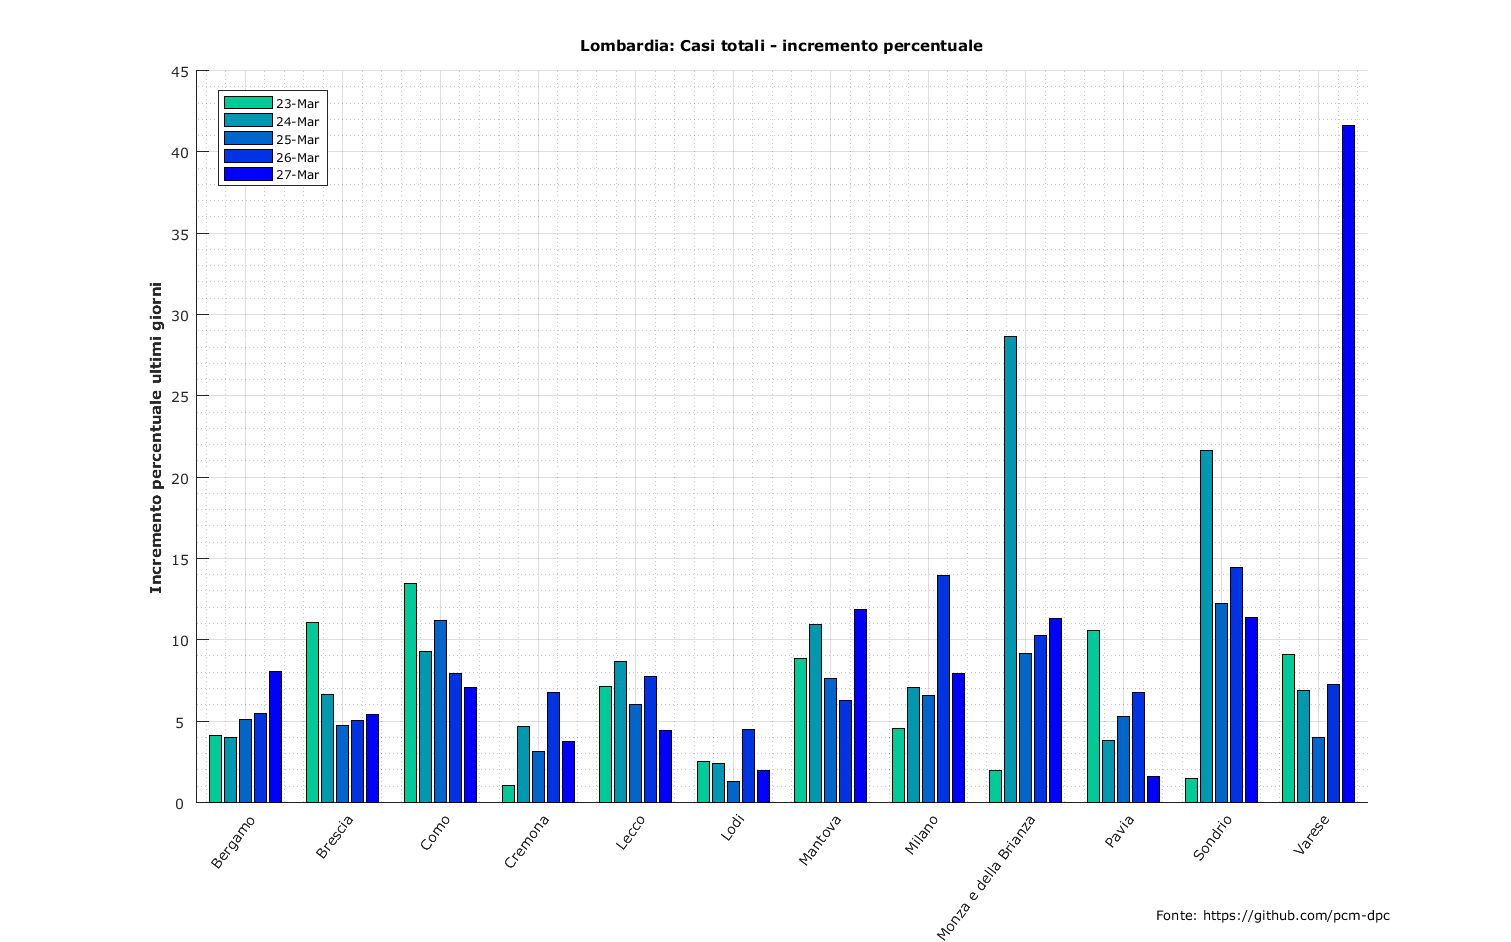 Lombardia: Casi totali - incremento percentuale
45
40
35
30
25
20
15
10
5
0
Incremento percentuale ultimi giorni
23-Mar
24-Mar
25-Mar
26-Mar
27-Mar
Bergamo
Brescia
Como
Cremona
Lecco
Lodi
Mantova
Milano
Monza e della Brianza
Pavia
Sondrio
Varese
Fonte: https://github.com/pcm-dpc